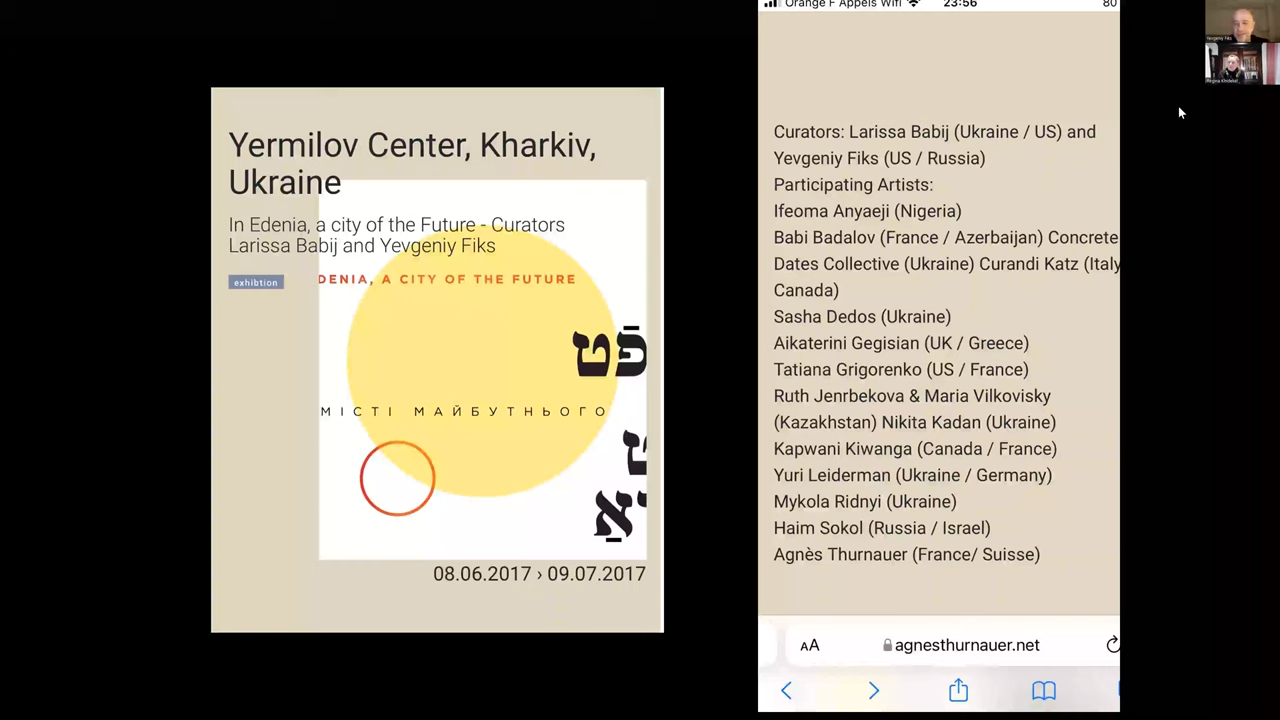 Yermilov Center, Kharkiv,
Ukraine
In Edenia, a city of the Future - Curators
Larissa Babij and Yevgeniy Fiks
exhibtion
DENIA, A CITY OF THE FUTURE
МІСТІ МАЙБУТНЬОГО
08.06.2017 › 09.07.2017
Orange F Appels Wifi 23:56 80
Curators: Larissa Babij (Ukraine / US) and
Yevgeniy Fiks (US / Russia)
Participating Artists:
Ifeoma Anyaeji (Nigeria)
Babi Badalov (France / Azerbaijan) Concrete
Dates Collective (Ukraine) Curandi Katz (Italy
Canada)
Sasha Dedos (Ukraine)
Aikaterini Gegisian (UK / Greece)
Tatiana Grigorenko (US / France)
Ruth Jenrbekova & Maria Vilkovisky
(Kazakhstan) Nikita Kadan (Ukraine)
Kapwani Kiwanga (Canada / France)
Yuri Leiderman (Ukraine / Germany)
Mykola Ridnyi (Ukraine)
Haim Sokol (Russia / Israel)
Agnès Thurnauer (France/ Suisse)
AA agnesthurnauer.net
Yevgeniy Fiks